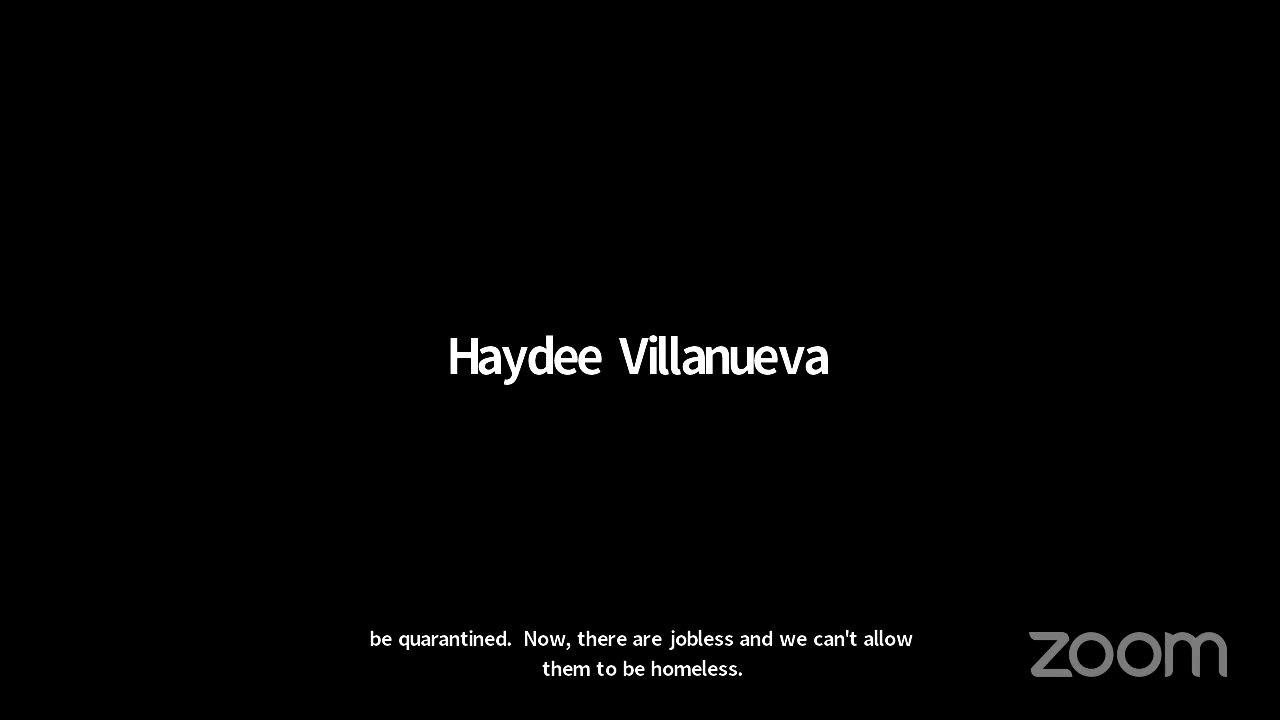 Haydee Villanueva
be quarantined. Now, there are jobless and we can't allow
them to be homeless.
zoom